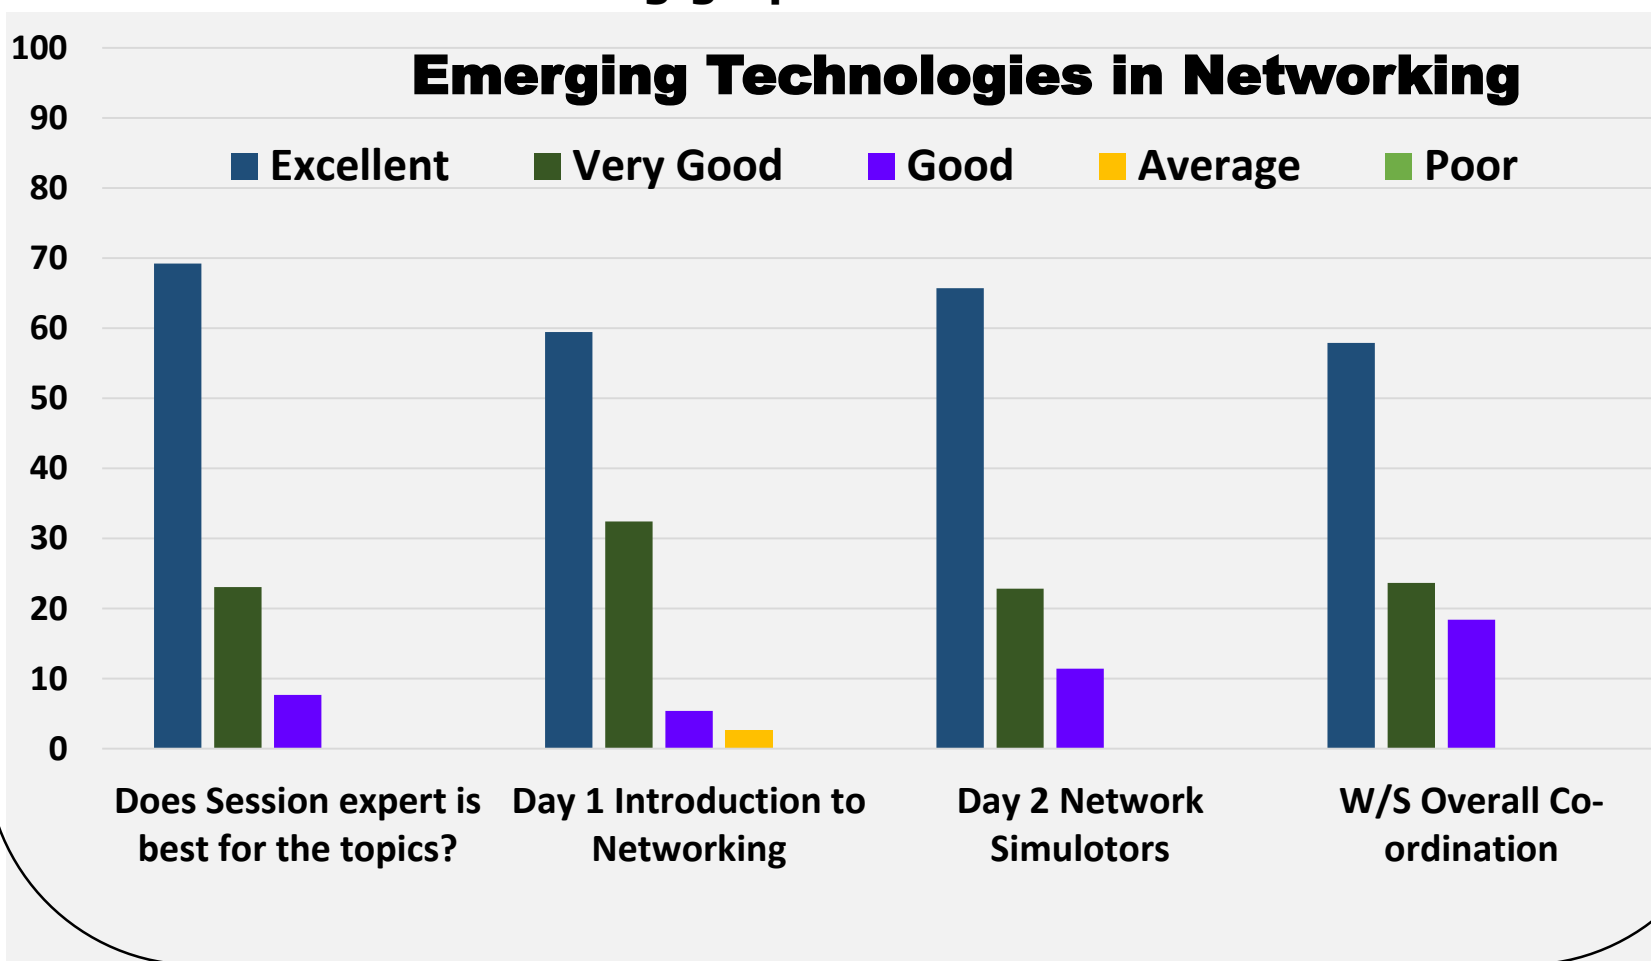 100
Emerging Technologies in Networking
90
Excellent Very Good Good Average Poor
80
70
60
50
40
30
20
10
0
Does Session expert is
best for the topics?
Day 1 Introduction to
Networking
Day 2 Network
Simulotors
W/S Overall Co-
ordination